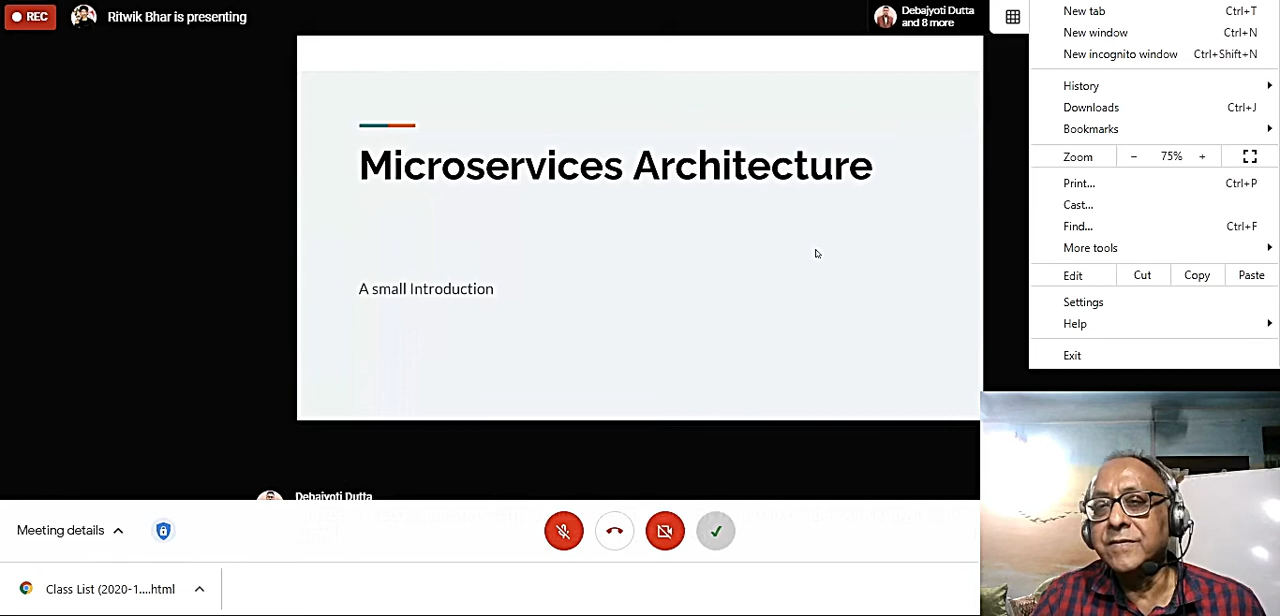 REC
Ritwik Bhar is presenting
Debajyoti Dutta
and 8 more
New tab Ctrl+T
New window Ctrl+N
New incognito window Ctrl+Shift+N
History
Downloads Ctrl+J
Bookmarks
Zoom − 75% +
Print... Ctrl+P
Cast...
Find... Ctrl+F
More tools
Edit Cut Copy Paste
Settings
Help
Exit
Microservices Architecture
A small Introduction
Debajyoti Dutta
Meeting details
Class List (2020-1....html